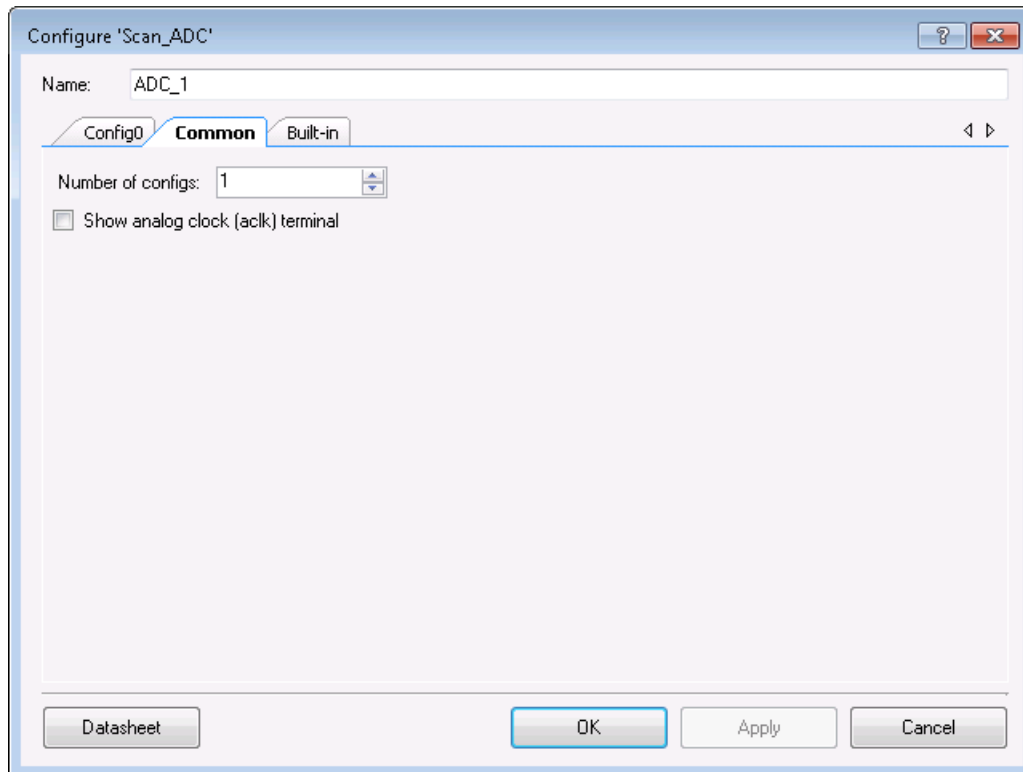 Configure 'Scan_ADC'
Name: ADC_1
Config0 Common Built-in
Number of configs: 1
Show analog clock (aclk) terminal
Datasheet OK Apply Cancel